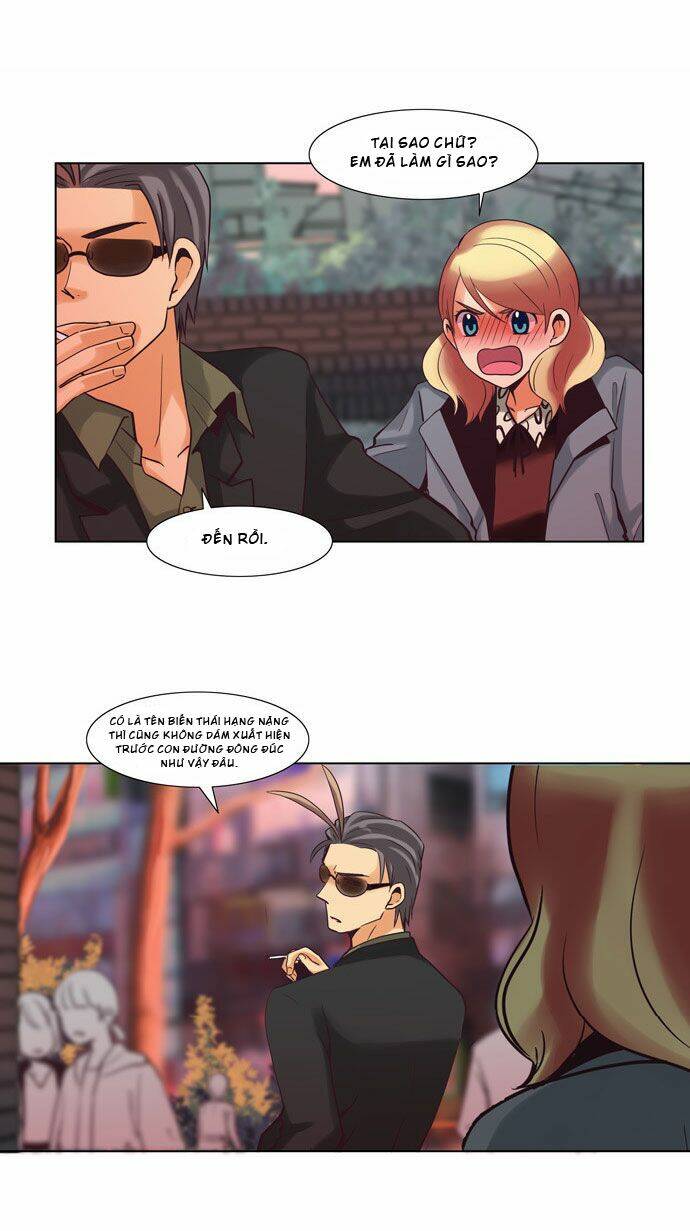 TẠI SAO CHỨ?
EM ĐÃ LÀM GÌ SAO?
ĐẾN RỒI.
CÓ LÀ TÊN BIẾN THÁI HẠNG NẶNG
THÌ CŨNG KHÔNG DÁM XUẤT HIỆN
TRƯỚC CON ĐƯỜNG ĐÔNG ĐÚC
NHƯ VẬY ĐÂU.